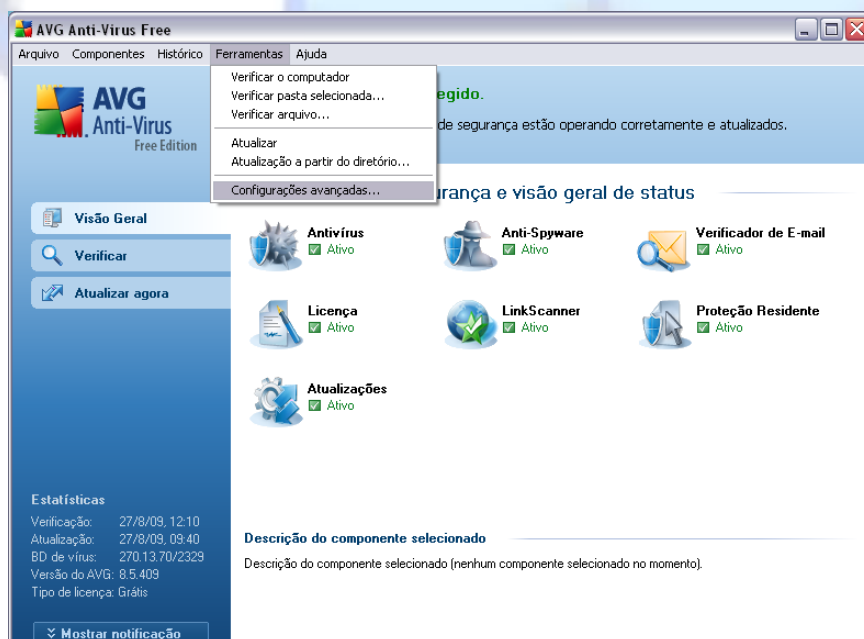 AVG Anti-Virus Free
Arquivo Componentes Histórico Ferramentas Ajuda
Verificar o computador
Verificar pasta selecionada...
Verificar arquivo...
Atualizar
Atualização a partir do diretório...
Configurações avançadas...
AVG
Anti-Virus
Free Edition
egido.
de segurança estão operando corretamente e atualizados.
urança e visão geral de status
Visão Geral
Verificar
Atualizar agora
Antivírus
Ativo
Anti-Spyware
Ativo
Verificador de E-mail
Ativo
Licença
Ativo
LinkScanner
Ativo
Proteção Residente
Ativo
Atualizações
Ativo
Estatísticas
Verificação: 27/8/09, 12:10
Atualização: 27/8/09, 09:40
BD de vírus: 270.13.70/2329
Versão do AVG: 8.5.409
Tipo de licença: Grátis
Mostrar notificação
Descrição do componente selecionado
Descrição do componente selecionado (nenhum componente selecionado no momento).